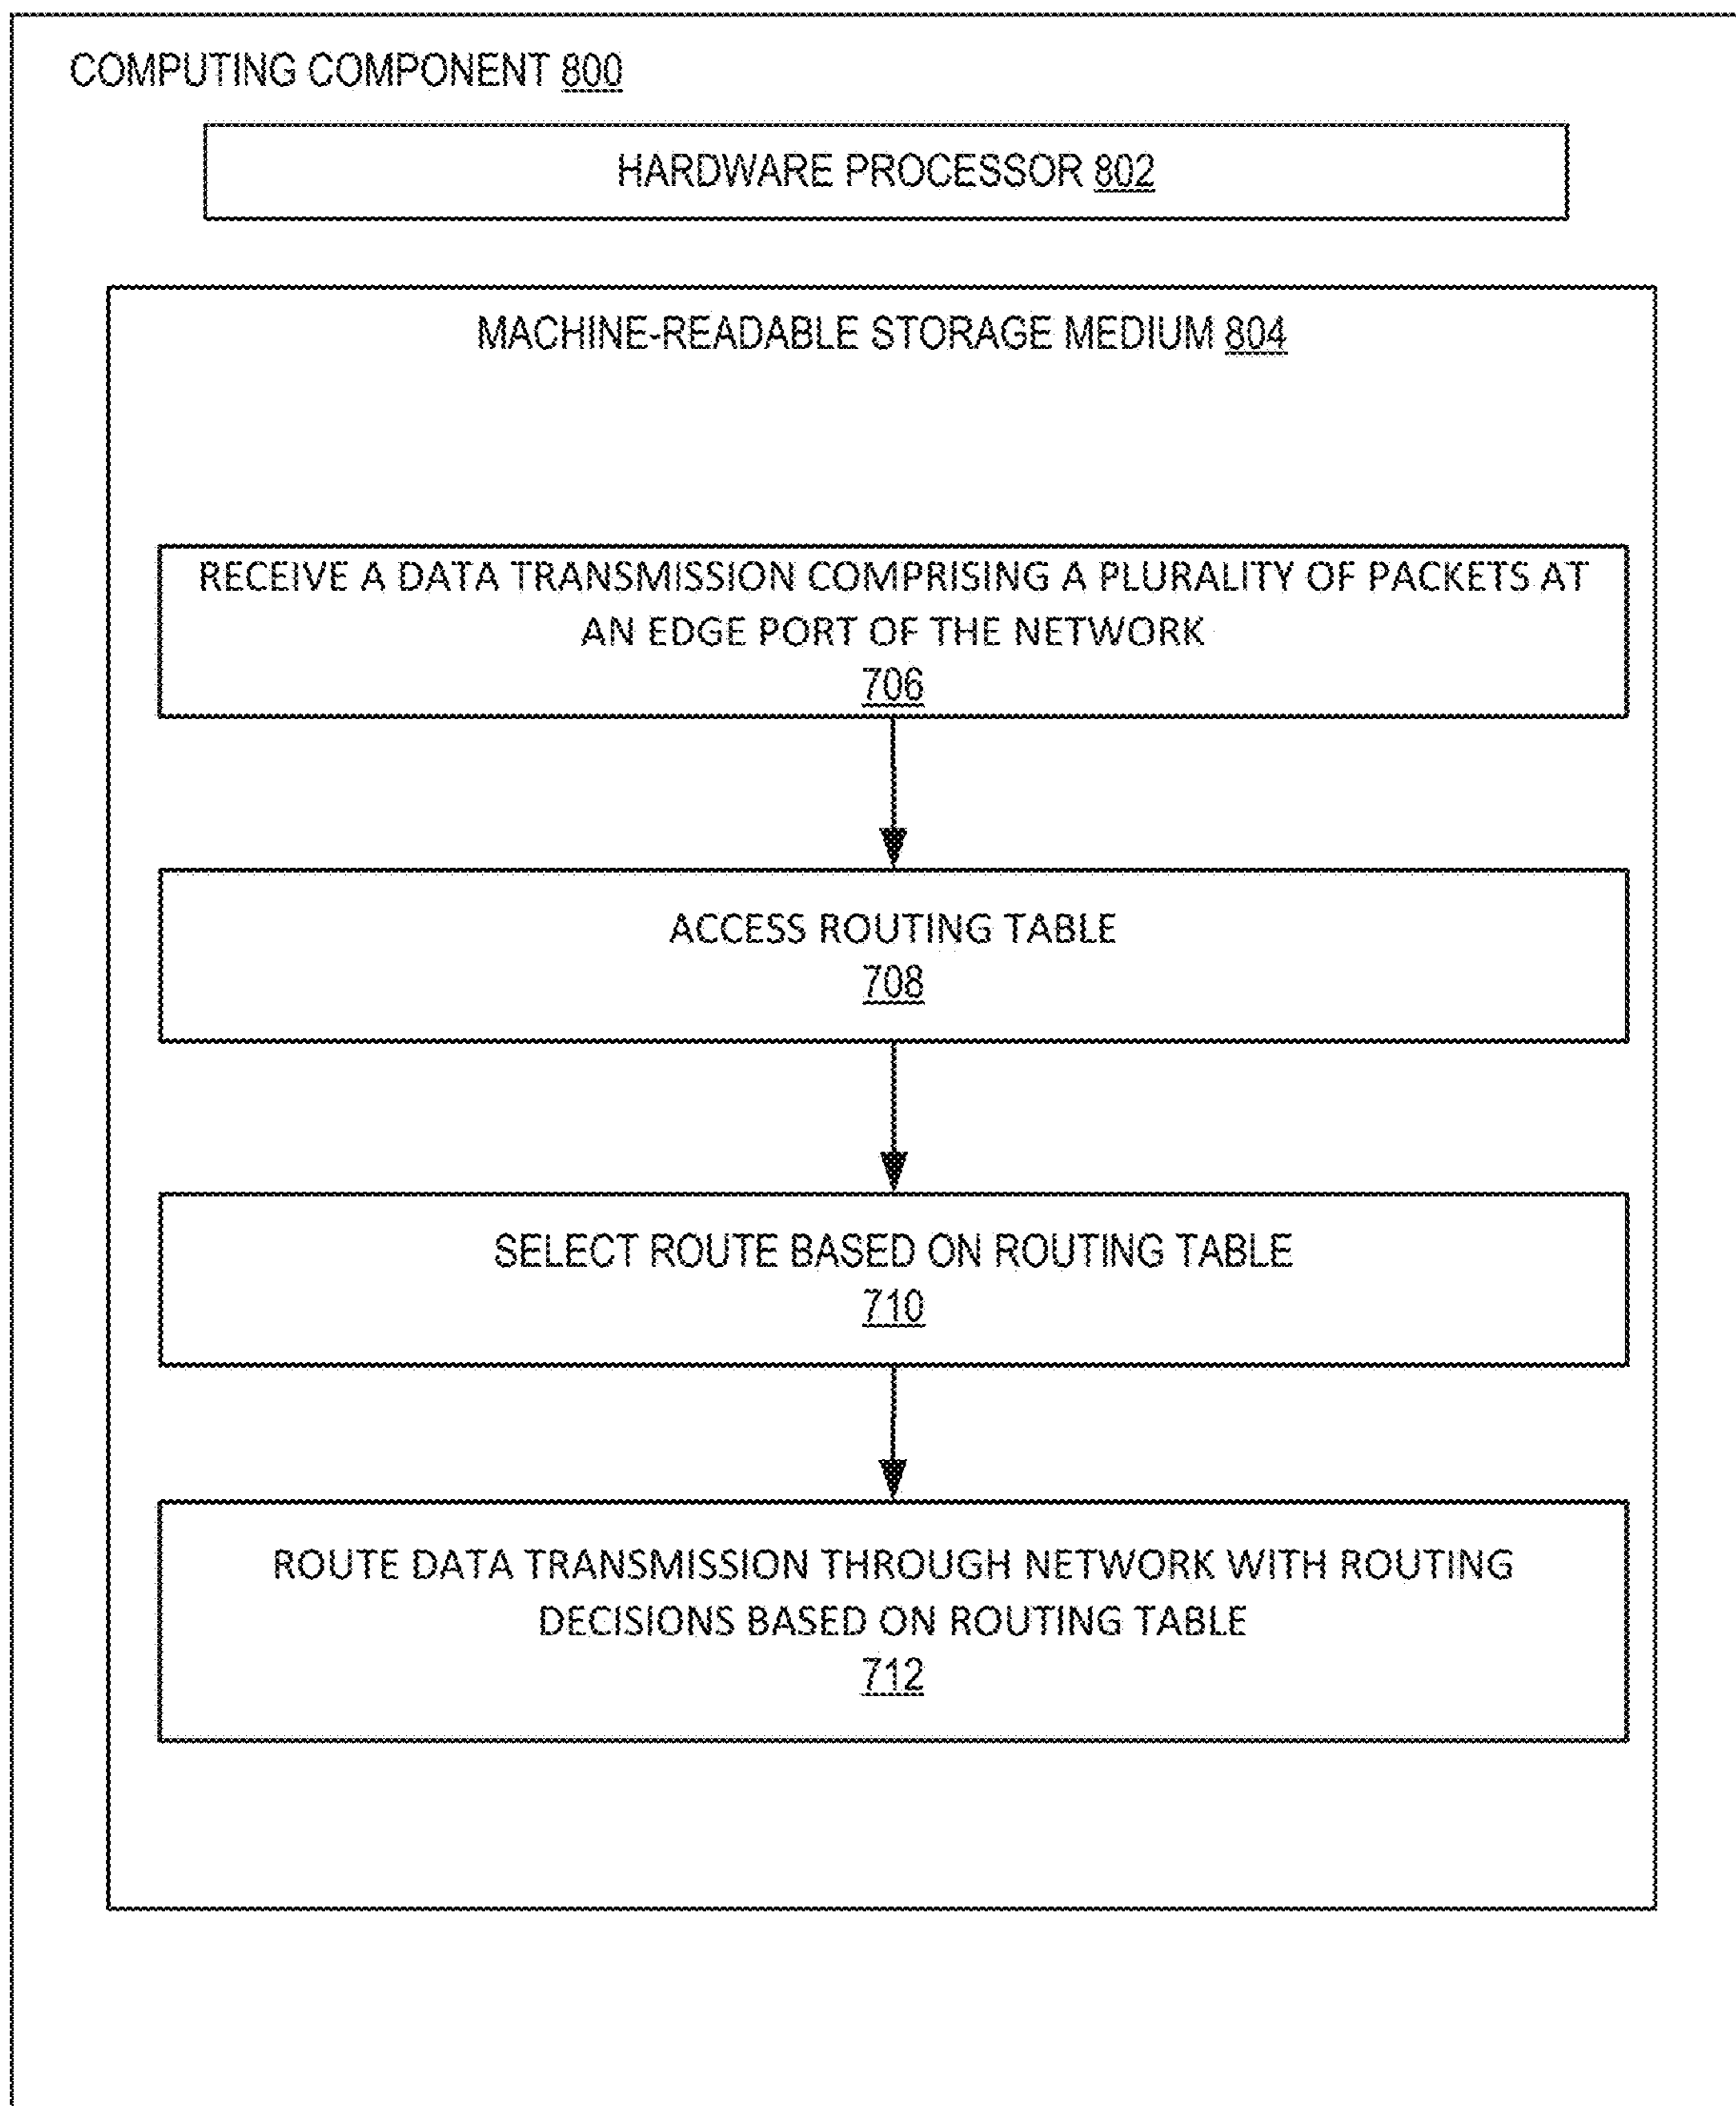 COMPUTING COMPONENT 800
HARDWARE PROCESSOR 802
MACHINE-READABLE STORAGE MEDIUM 804
RECEIVE A DATA TRANSMISSION COMPRISING A PLURALITY OF PACKETS AT
AN EDGE PORT OF THE NETWORK
706
ACCESS ROUTING TABLE
708
SELECT ROUTE BASED ON ROUTING TABLE
710
ROUTE DATA TRANSMISSION THROUGH NETWORK WITH ROUTING
DECISIONS BASED ON ROUTING TABLE
712